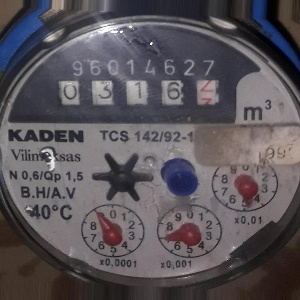 96014627
0316
m³
KADEN TCS 142/92-1
N 0,6/Qp 1,5
B.H/A.V
40°C
x0,01
x0,0001 x0,001